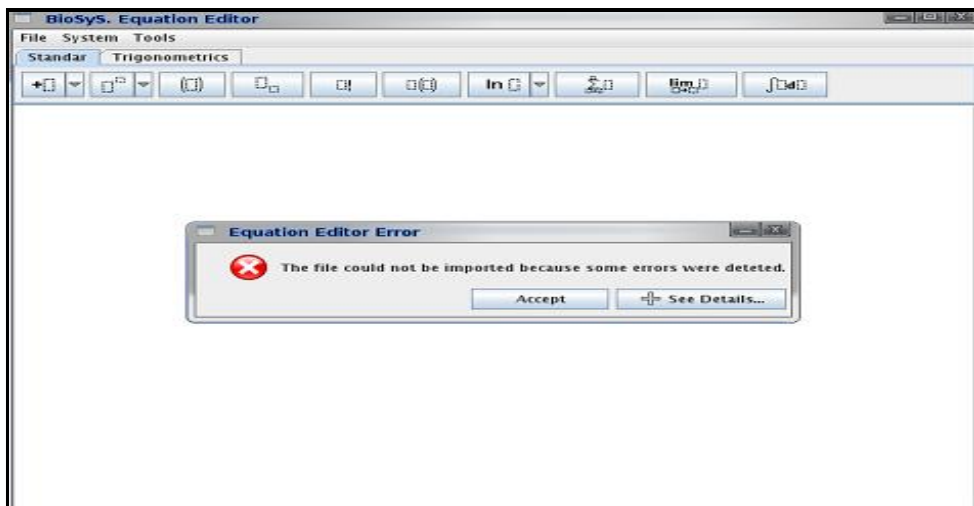 BioSyS. Equation Editor
File System Tools
Standar Trigonometrics
ln lim
Equation Editor Error
The file could not be imported because some errors were deteted.
Accept See Details...